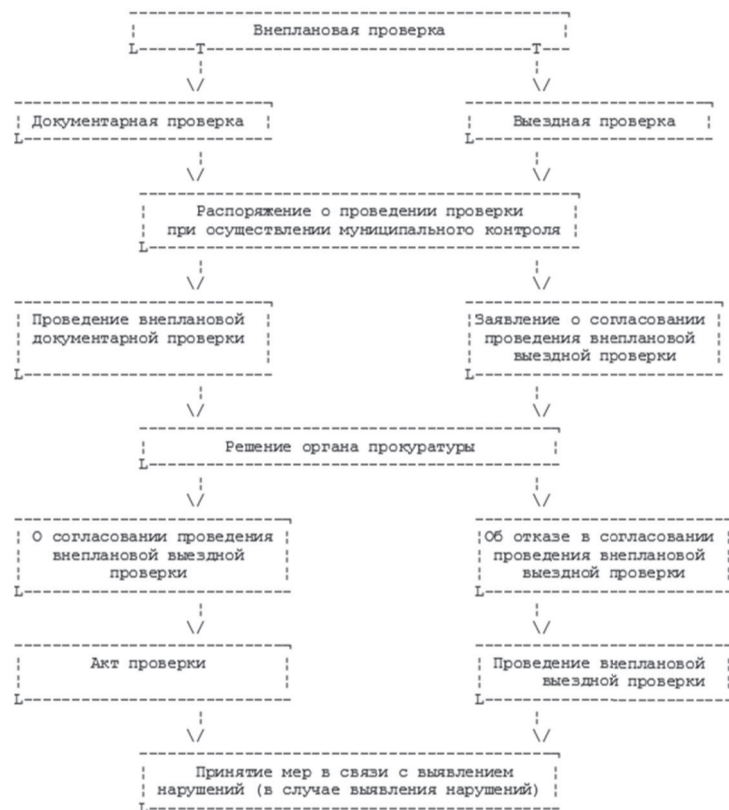 Внеплановая проверка
Документарная проверка
Выездная проверка
Распоряжение о проведении проверки
при осуществлении муниципального контроля
Проведение внеплановой
документарной проверки
Заявление о согласовании
проведения внеплановой
выездной проверки
Решение органа прокуратуры
О согласовании проведения
внеплановой выездной
проверки
Об отказе в согласовании
проведения внеплановой
выездной проверки
Акт проверки
Проведение внеплановой
выездной проверки
Принятие мер в связи с выявлением
нарушений (в случае выявления нарушений)